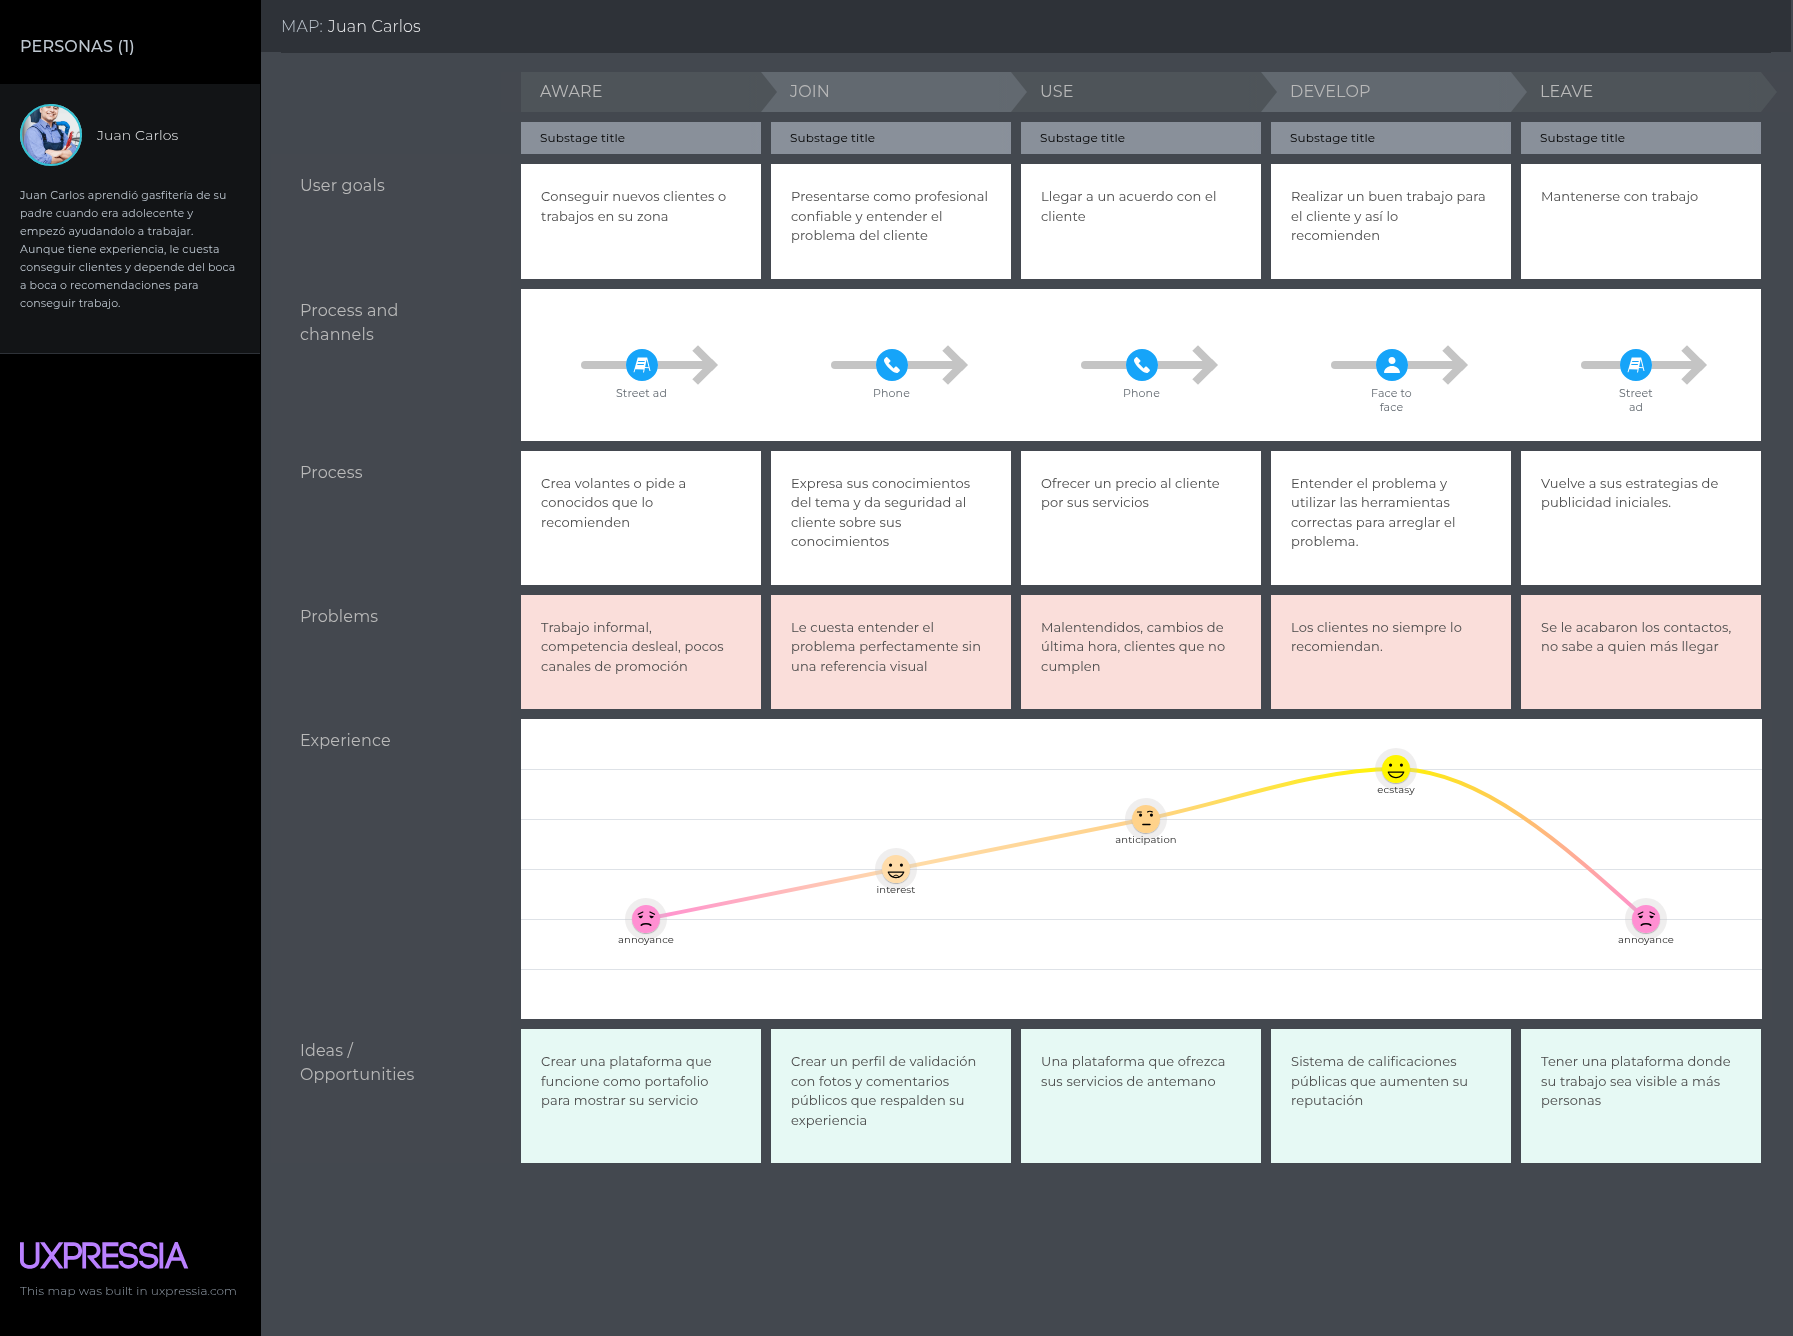 PERSONAS (1)
Juan Carlos
Juan Carlos aprendió gasfitería de su
padre cuando era adolecente y
empezó ayudandolo a trabajar.
Aunque tiene experiencia, le cuesta
conseguir clientes y depende del boca
a boca o recomendaciones para
conseguir trabajo.
MAP: Juan Carlos
AWARE
JOIN
USE
DEVELOP
LEAVE
Substage title
Substage title
Substage title
Substage title
Substage title
User goals
Conseguir nuevos clientes o
trabajos en su zona
Presentarse como profesional
confiable y entender el
problema del cliente
Llegar a un acuerdo con el
cliente
Realizar un buen trabajo para
el cliente y así lo
recomienden
Mantenerse con trabajo
Process and
channels
Street ad
Phone
Phone
Face to
face
Street
ad
Process
Crea volantes o pide a
conocidos que lo
recomienden
Expresa sus conocimientos
del tema y da seguridad al
cliente sobre sus
conocimientos
Ofrecer un precio al cliente
por sus servicios
Entender el problema y
utilizar las herramientas
correctas para arreglar el
problema.
Vuelve a sus estrategias de
publicidad iniciales.
Problems
Trabajo informal,
competencia desleal, pocos
canales de promoción
Le cuesta entender el
problema perfectamente sin
una referencia visual
Malentendidos, cambios de
última hora, clientes que no
cumplen
Los clientes no siempre lo
recomiendan.
Se le acabaron los contactos,
no sabe a quien más llegar
Experience
annoyance
interest
anticipation
ecstasy
annoyance
Ideas /
Opportunities
Crear una plataforma que
funcione como portafolio
para mostrar su servicio
Crear un perfil de validación
con fotos y comentarios
públicos que respalden su
experiencia
Una plataforma que ofrezca
sus servicios de antemano
Sistema de calificaciones
públicas que aumenten su
reputación
Tener una plataforma donde
su trabajo sea visible a más
personas
UXPRESSIA
This map was built in uxpressia.com